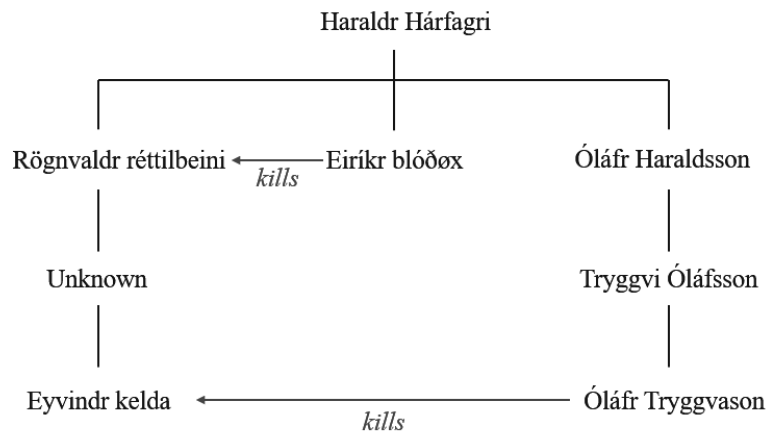 Haraldr Hárfagri
Rögnvaldr réttilbeini
kills
Eiríkr blóðøx
Óláfr Haraldsson
Unknown
Tryggvi Óláfsson
Eyvindr kelda
kills
Óláfr Tryggvason